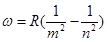 ω = R(1/m² − 1/n²)